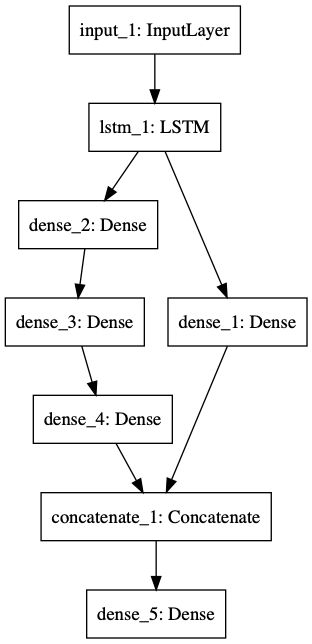 input_1: InputLayer
lstm_1: LSTM
dense_2: Dense
dense_3: Dense
dense_1: Dense
dense_4: Dense
concatenate_1: Concatenate
dense_5: Dense